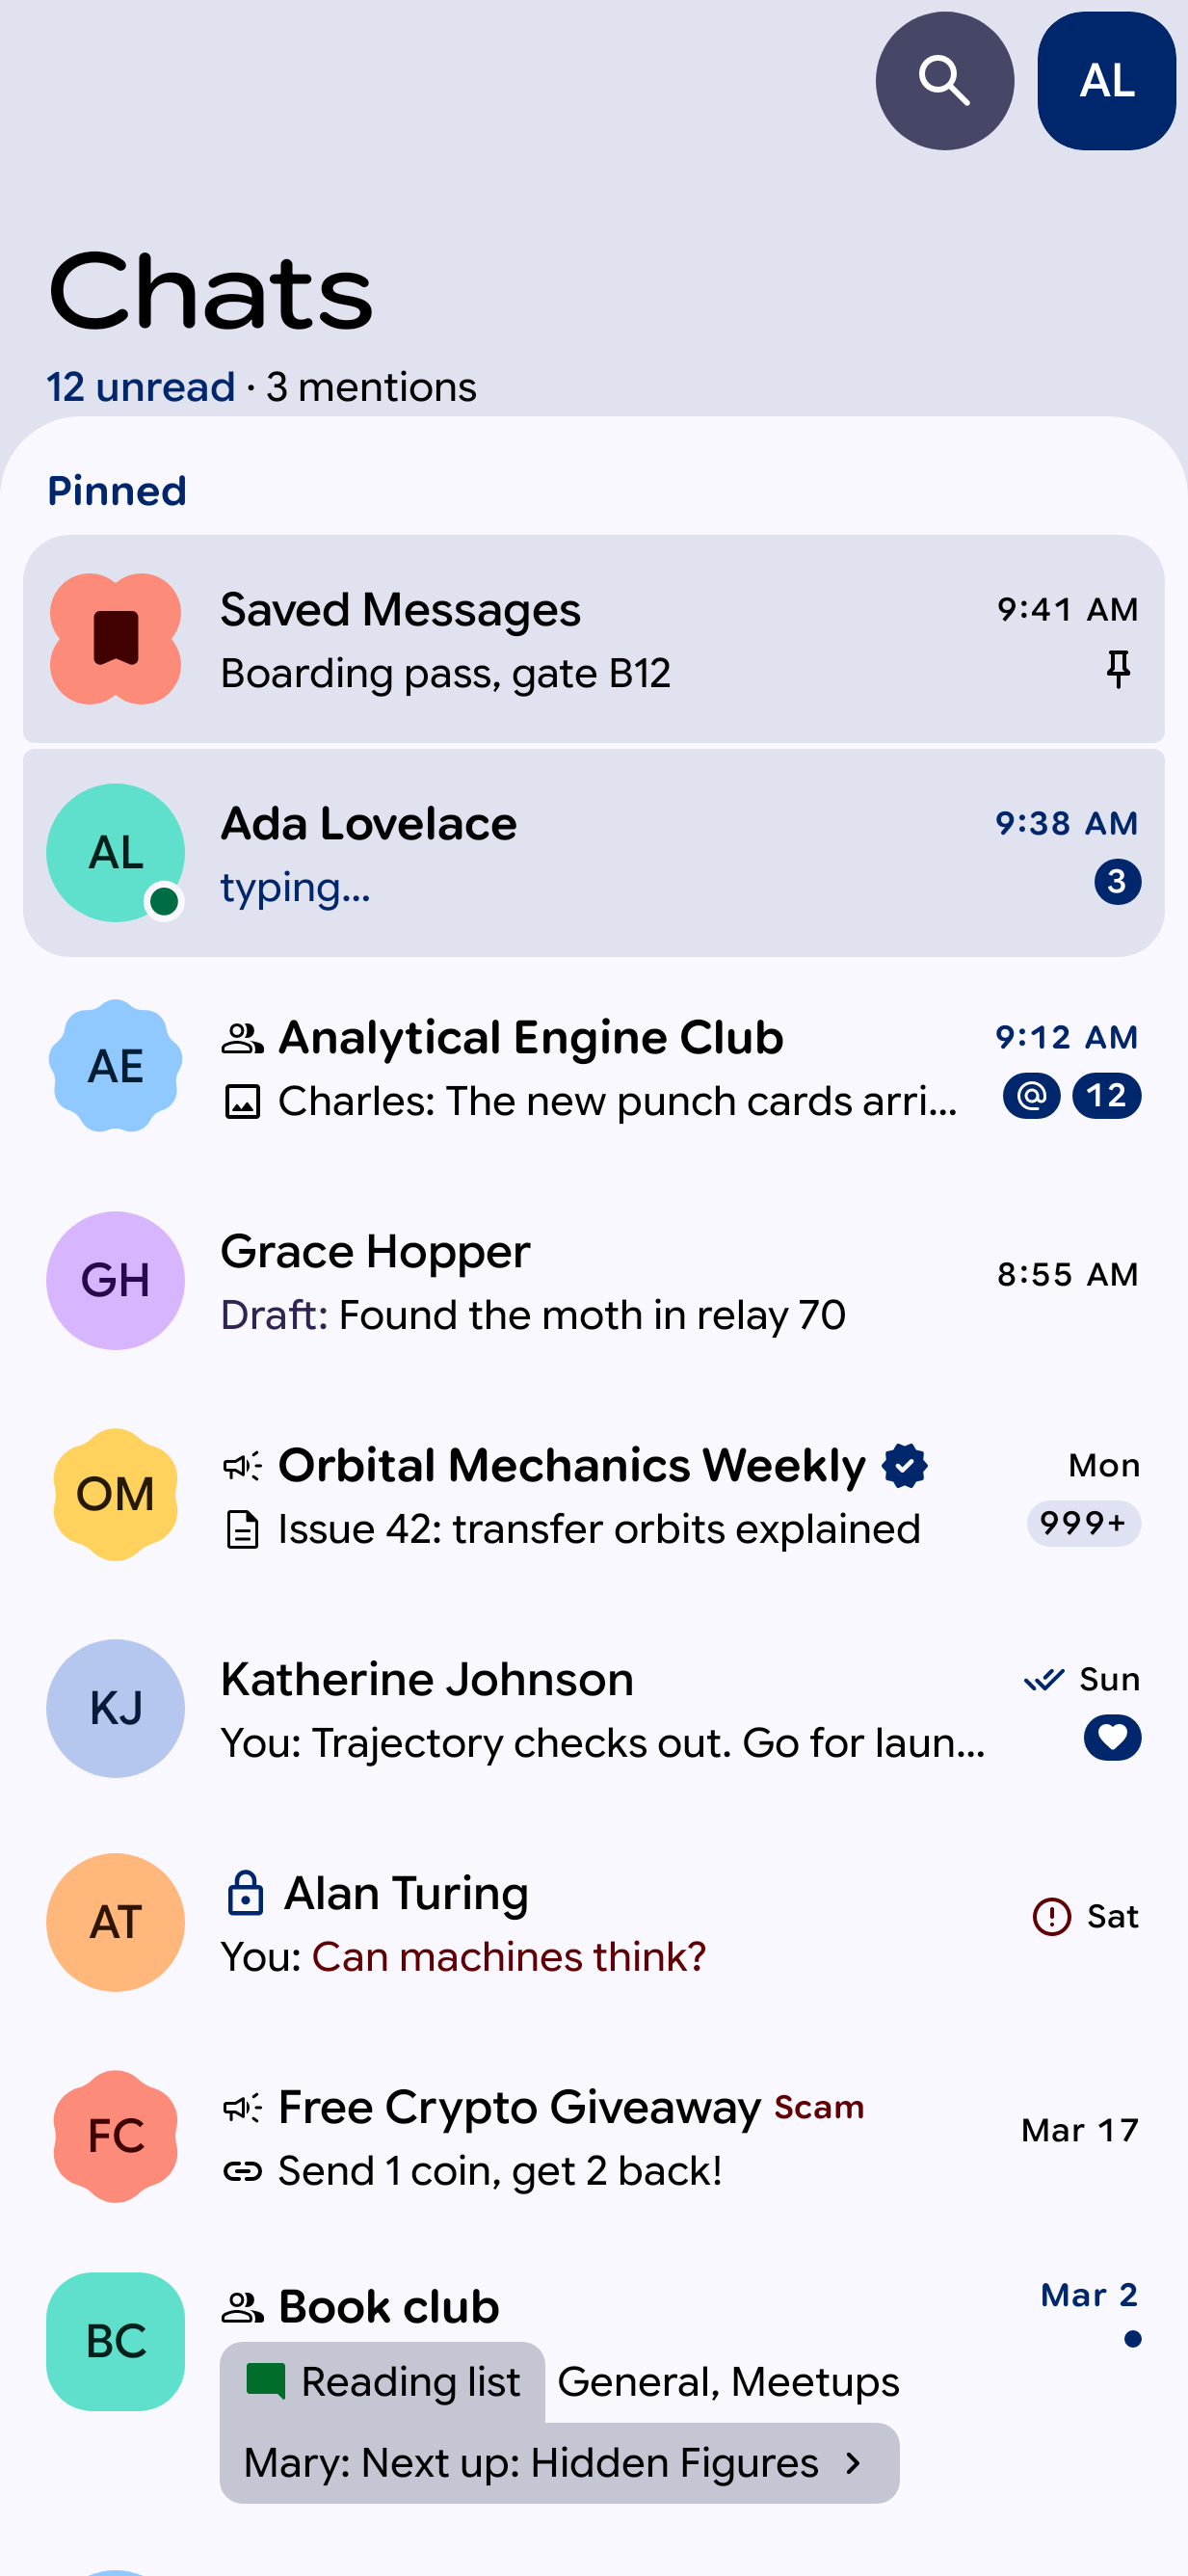 AL
Chats
12 unread · 3 mentions
Pinned
Saved Messages
9:41 AM
Boarding pass, gate B12
AL
Ada Lovelace
9:38 AM
typing...
3
AE
Analytical Engine Club
9:12 AM
Charles: The new punch cards arri...
@ 12
GH
Grace Hopper
8:55 AM
Draft: Found the moth in relay 70
OM
Orbital Mechanics Weekly
Mon
Issue 42: transfer orbits explained
999+
KJ
Katherine Johnson
Sun
You: Trajectory checks out. Go for laun...
AT
Alan Turing
Sat
You: Can machines think?
FC
Free Crypto Giveaway Scam
Mar 17
Send 1 coin, get 2 back!
BC
Book club
Mar 2
Reading list General, Meetups
Mary: Next up: Hidden Figures